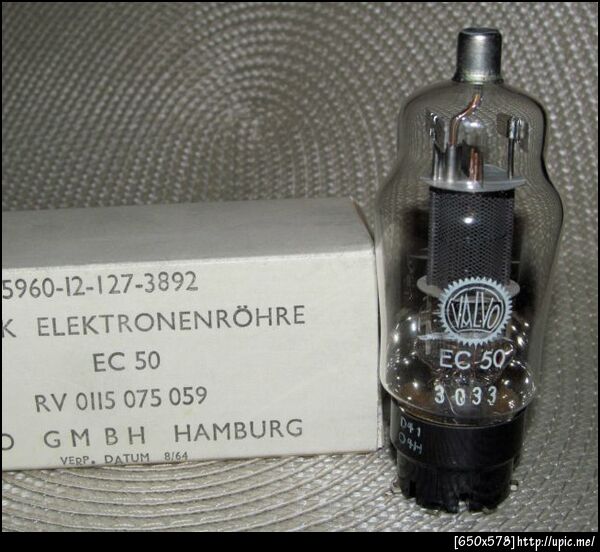 5960-12-127-3892
K ELEKTRONENRÖHRE
EC 50
RV 0115 075 059
O GMBH HAMBURG
VERP. DATUM 8/64
VALVO
EC 50
3033
D41
[650x578]http://upic.me/